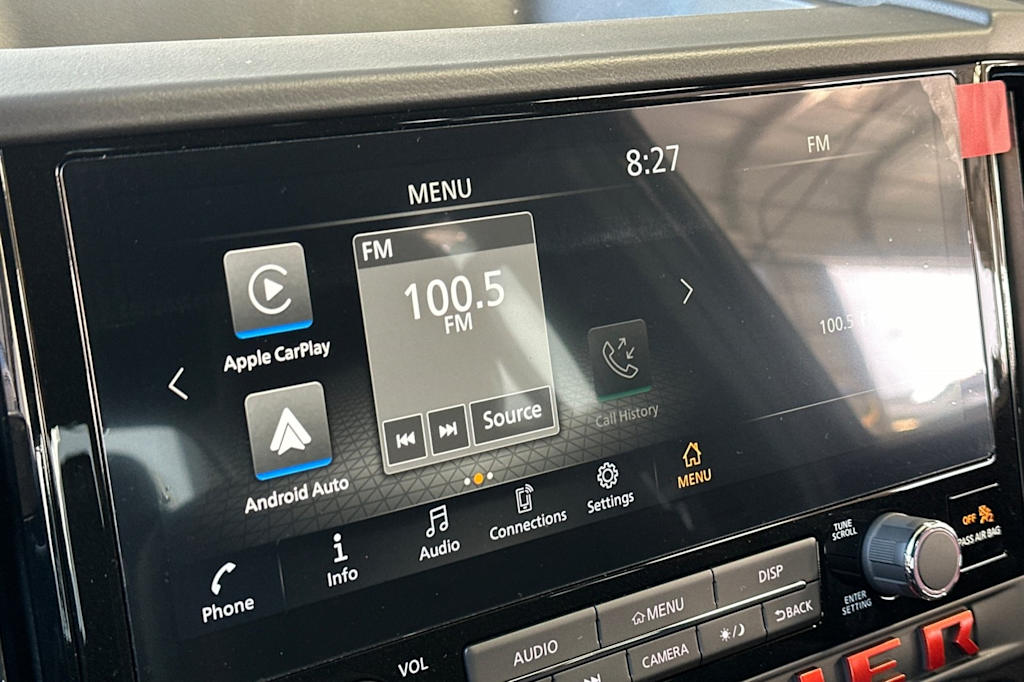 MENU
8:27
FM
FM
100.5
FM
Apple CarPlay
Android Auto
Source
Call History
100.5
Phone
Info
Audio
Connections
Settings
MENU
VOL
AUDIO
MENU
DISP
CAMERA
BACK
TUNE
SCROLL
ENTER
SETTING
OFF
PASS AIR BAG